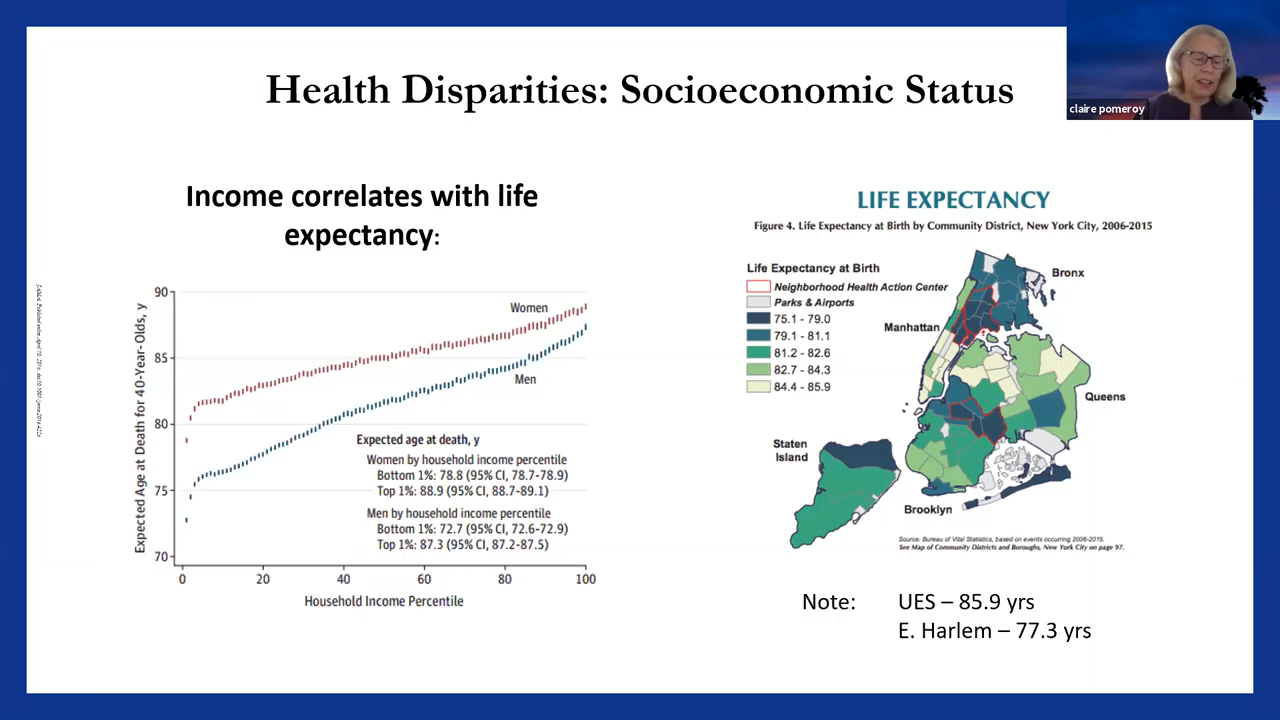 claire pomeroy
Health Disparities: Socioeconomic Status
Income correlates with life
expectancy:
90
85
80
75
70
Expected Age at Death for 40-Year-Olds, y
Women
Men
Expected age at death, y
Women by household income percentile
Bottom 1%: 78.8 (95% CI, 78.7-78.9)
Top 1%: 88.9 (95% CI, 88.7-89.1)
Men by household income percentile
Bottom 1%: 72.7 (95% CI, 72.6-72.9)
Top 1%: 87.3 (95% CI, 87.2-87.5)
0 20 40 60 80 100
Household Income Percentile
LIFE EXPECTANCY
Figure 4. Life Expectancy at Birth by Community District, New York City, 2006-2015
Life Expectancy at Birth
Neighborhood Health Action Center
Parks & Airports
75.1 - 79.0
79.1 - 81.1
81.2 - 82.6
82.7 - 84.3
84.4 - 85.9
Bronx
Manhattan
Queens
Staten
Island
Brooklyn
Source: Bureau of Vital Statistics, based on events occurring 2006-2015.
See Map of Community Districts and Boroughs, New York City on page 97.
Note: UES – 85.9 yrs
E. Harlem – 77.3 yrs